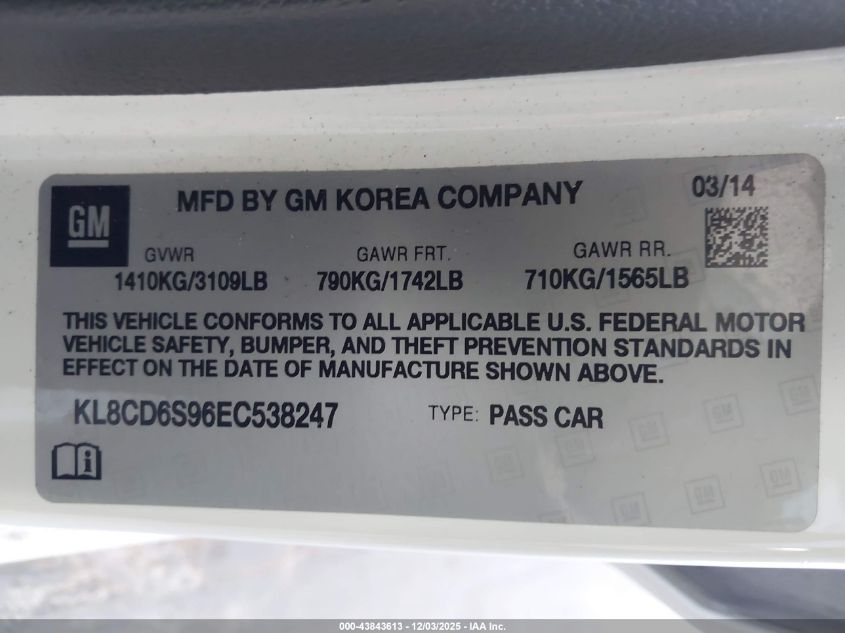 GM
MFD BY GM KOREA COMPANY
03/14
GVWR
GAWR FRT.
GAWR RR.
1410KG/3109LB
790KG/1742LB
710KG/1565LB
THIS VEHICLE CONFORMS TO ALL APPLICABLE U.S. FEDERAL MOTOR
VEHICLE SAFETY, BUMPER, AND THEFT PREVENTION STANDARDS IN
EFFECT ON THE DATE OF MANUFACTURE SHOWN ABOVE.
KL8CD6S96EC538247
TYPE: PASS CAR
000-43843613 - 12/03/2025 - IAA Inc.